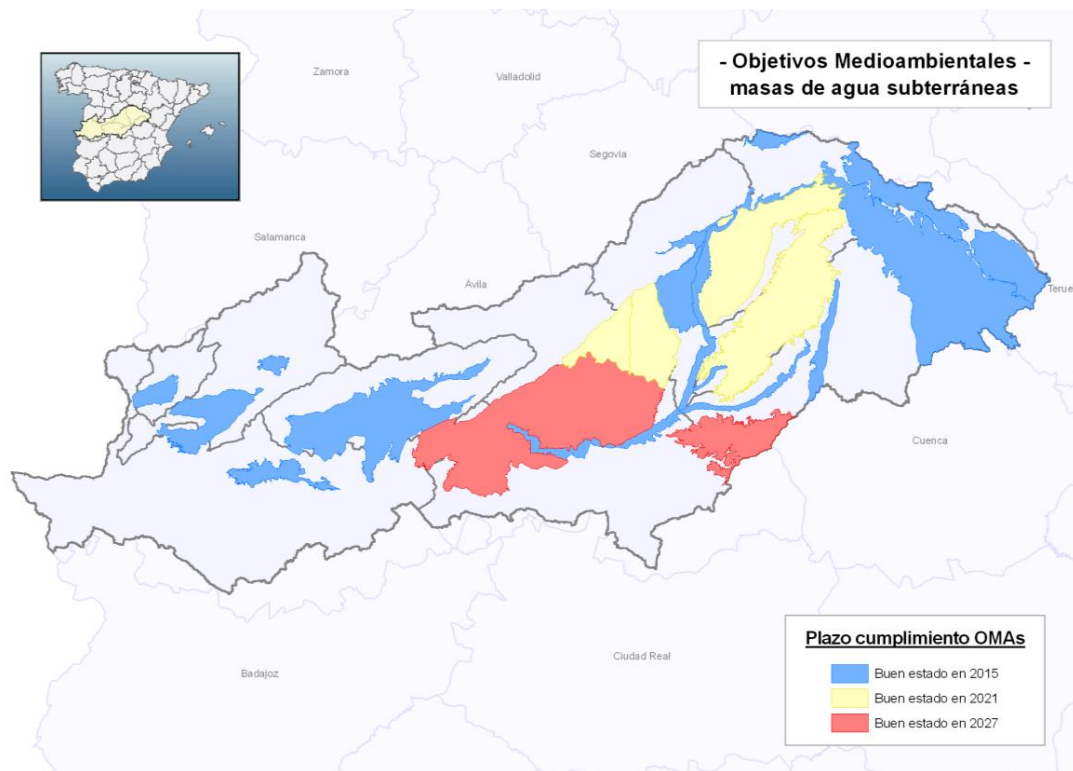 - Objetivos Medioambientales -
masas de agua subterráneas
Zamora
Valladolid
Segovia
Salamanca
Ávila
Teruel
Cuenca
Ciudad Real
Badajoz
Plazo cumplimiento OMAs
Buen estado en 2015
Buen estado en 2021
Buen estado en 2027